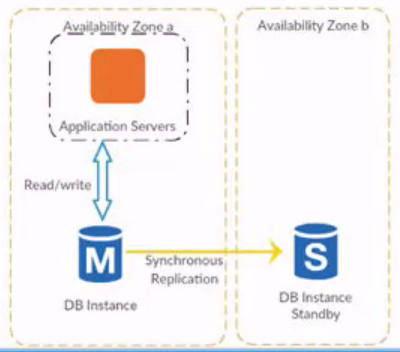 Availability Zone a
Availability Zone b
Application Servers
Read/write
M
Synchronous
Replication
S
DB Instance
DB Instance
Standby